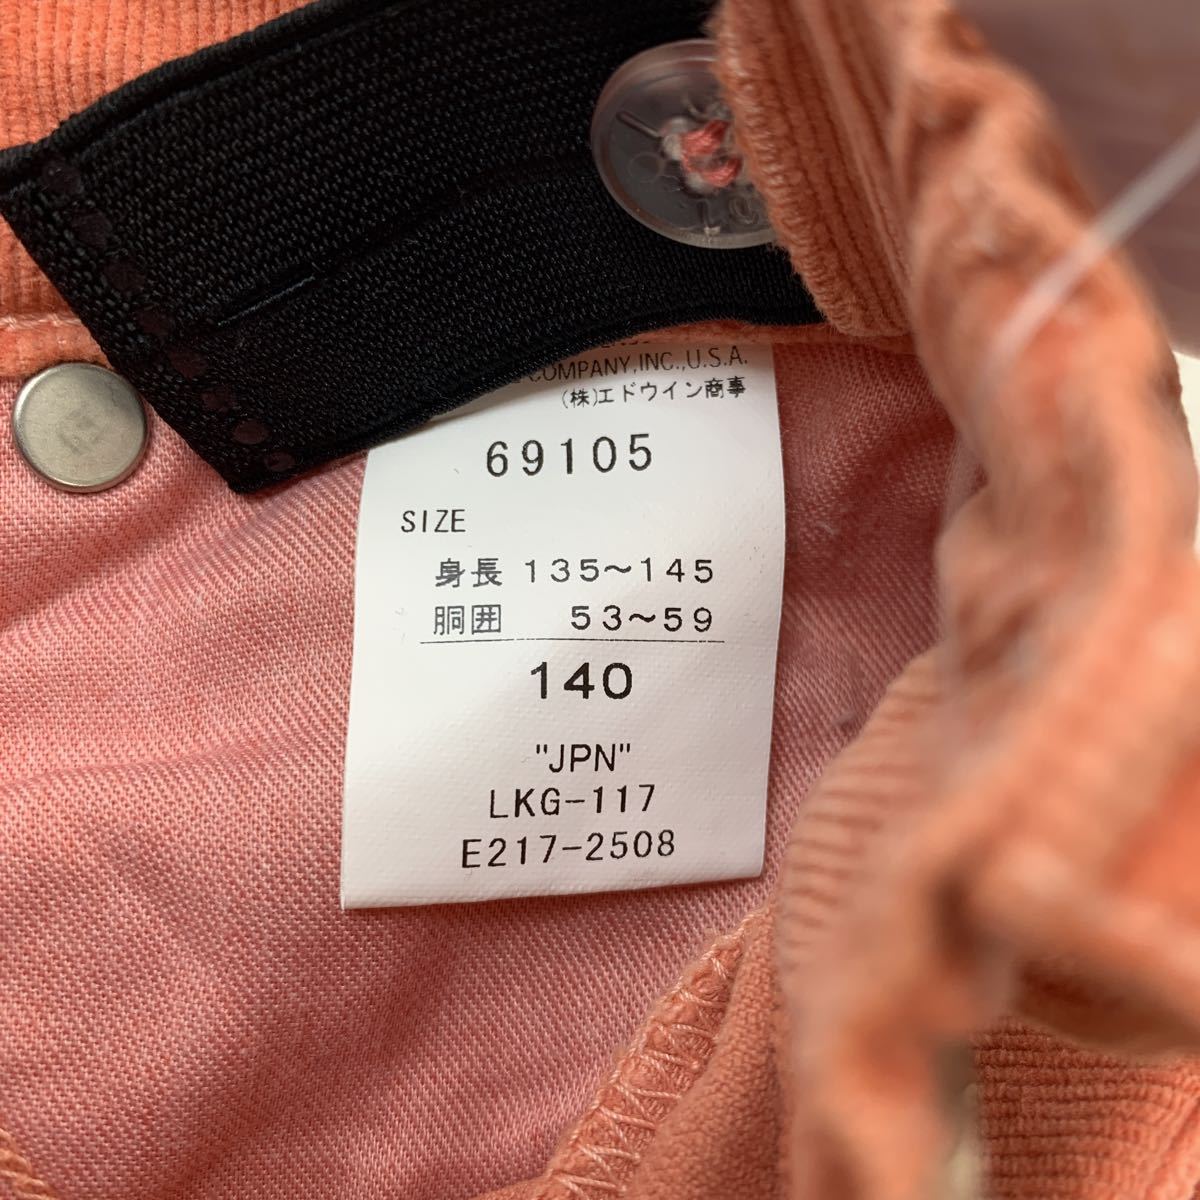 COMPANY,INC.,U.S.A.
(株)エドウイン商事
69105
SIZE
身長 135～145
胴囲 53～59
140
"JPN"
LKG-117
E217-2508